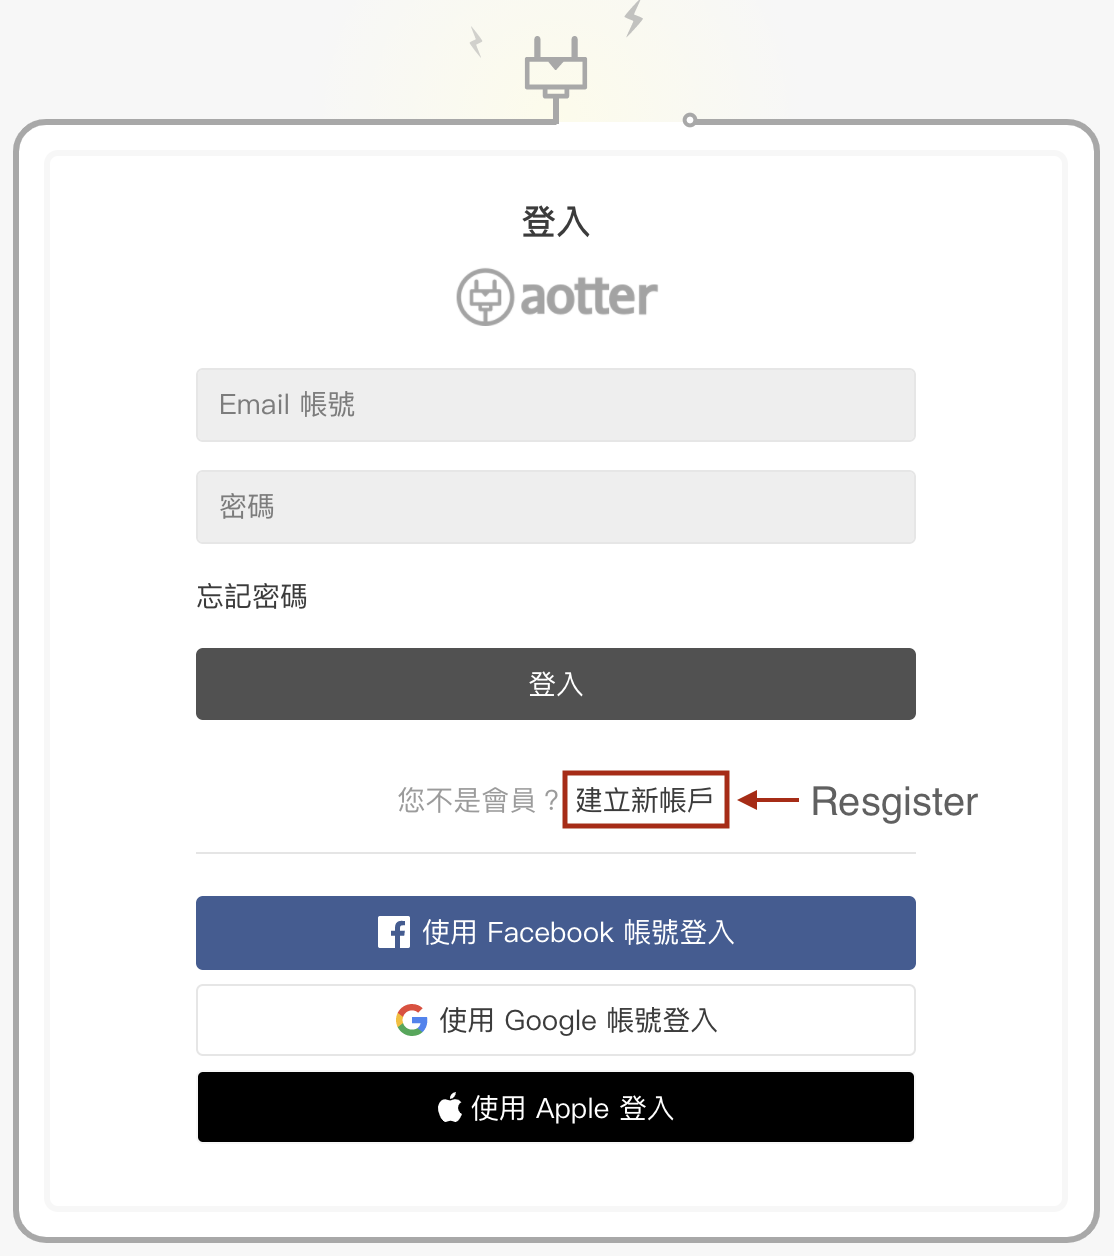 登入
aotter
Email 帳號
密碼
忘記密碼
登入
您不是會員？建立新帳戶 Resgister
使用 Facebook 帳號登入
使用 Google 帳號登入
使用 Apple 登入